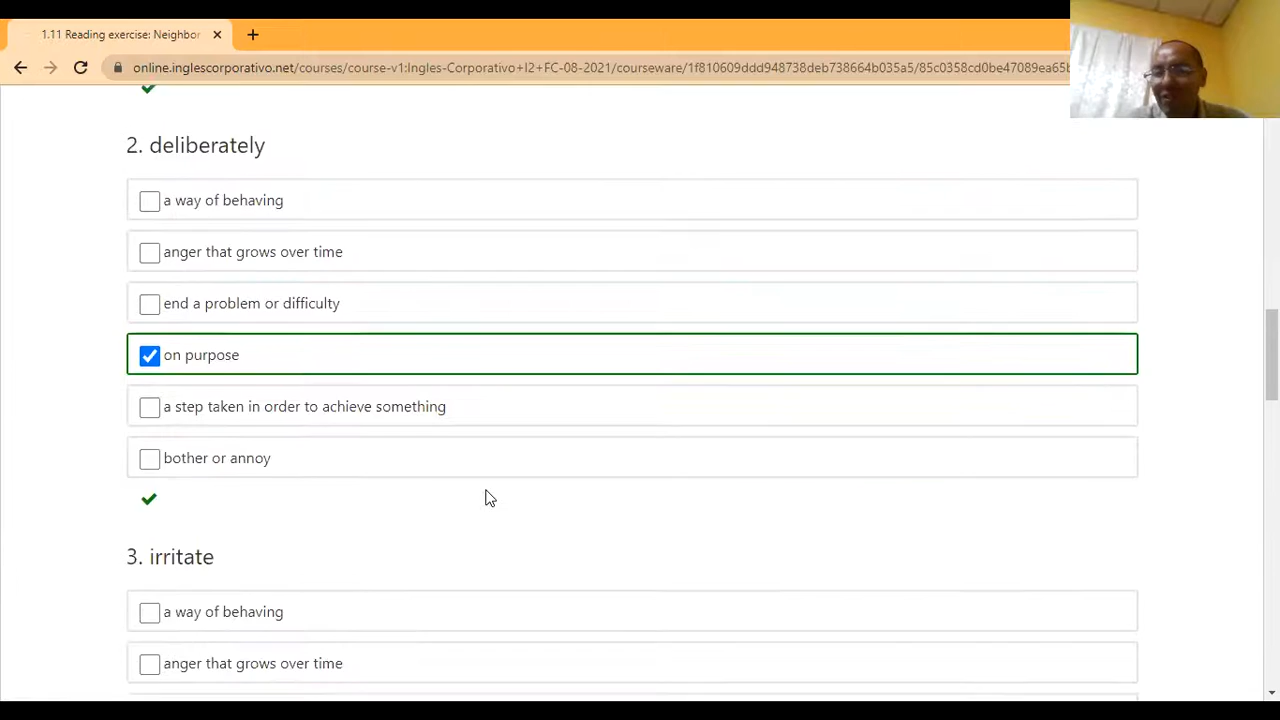 1.11 Reading exercise: Neighbor
online.inglescorporativo.net/courses/course-v1:Ingles-Corporativo+I2+FC-08-2021/courseware/1f810609ddd948738deb738664b035a5/85c0358cd0be47089ea65b
2. deliberately
a way of behaving
anger that grows over time
end a problem or difficulty
on purpose
a step taken in order to achieve something
bother or annoy
3. irritate
a way of behaving
anger that grows over time